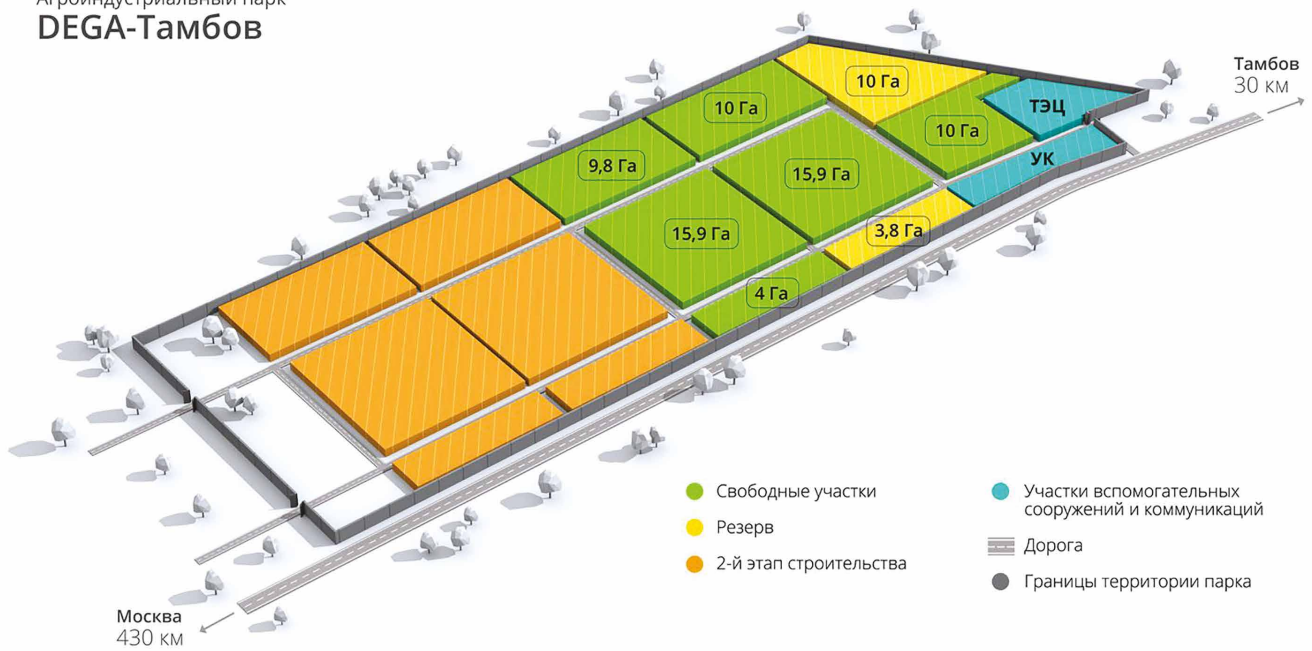 Агроиндустриальный парк
DEGA-Тамбов
Тамбов
30 км
10 Га
10 Га
ТЭЦ
10 Га
9,8 Га
15,9 Га
УК
15,9 Га
3,8 Га
4 Га
Свободные участки
Резерв
2-й этап строительства
Участки вспомогательных
сооружений и коммуникаций
Дорога
Границы территории парка
Москва
430 км